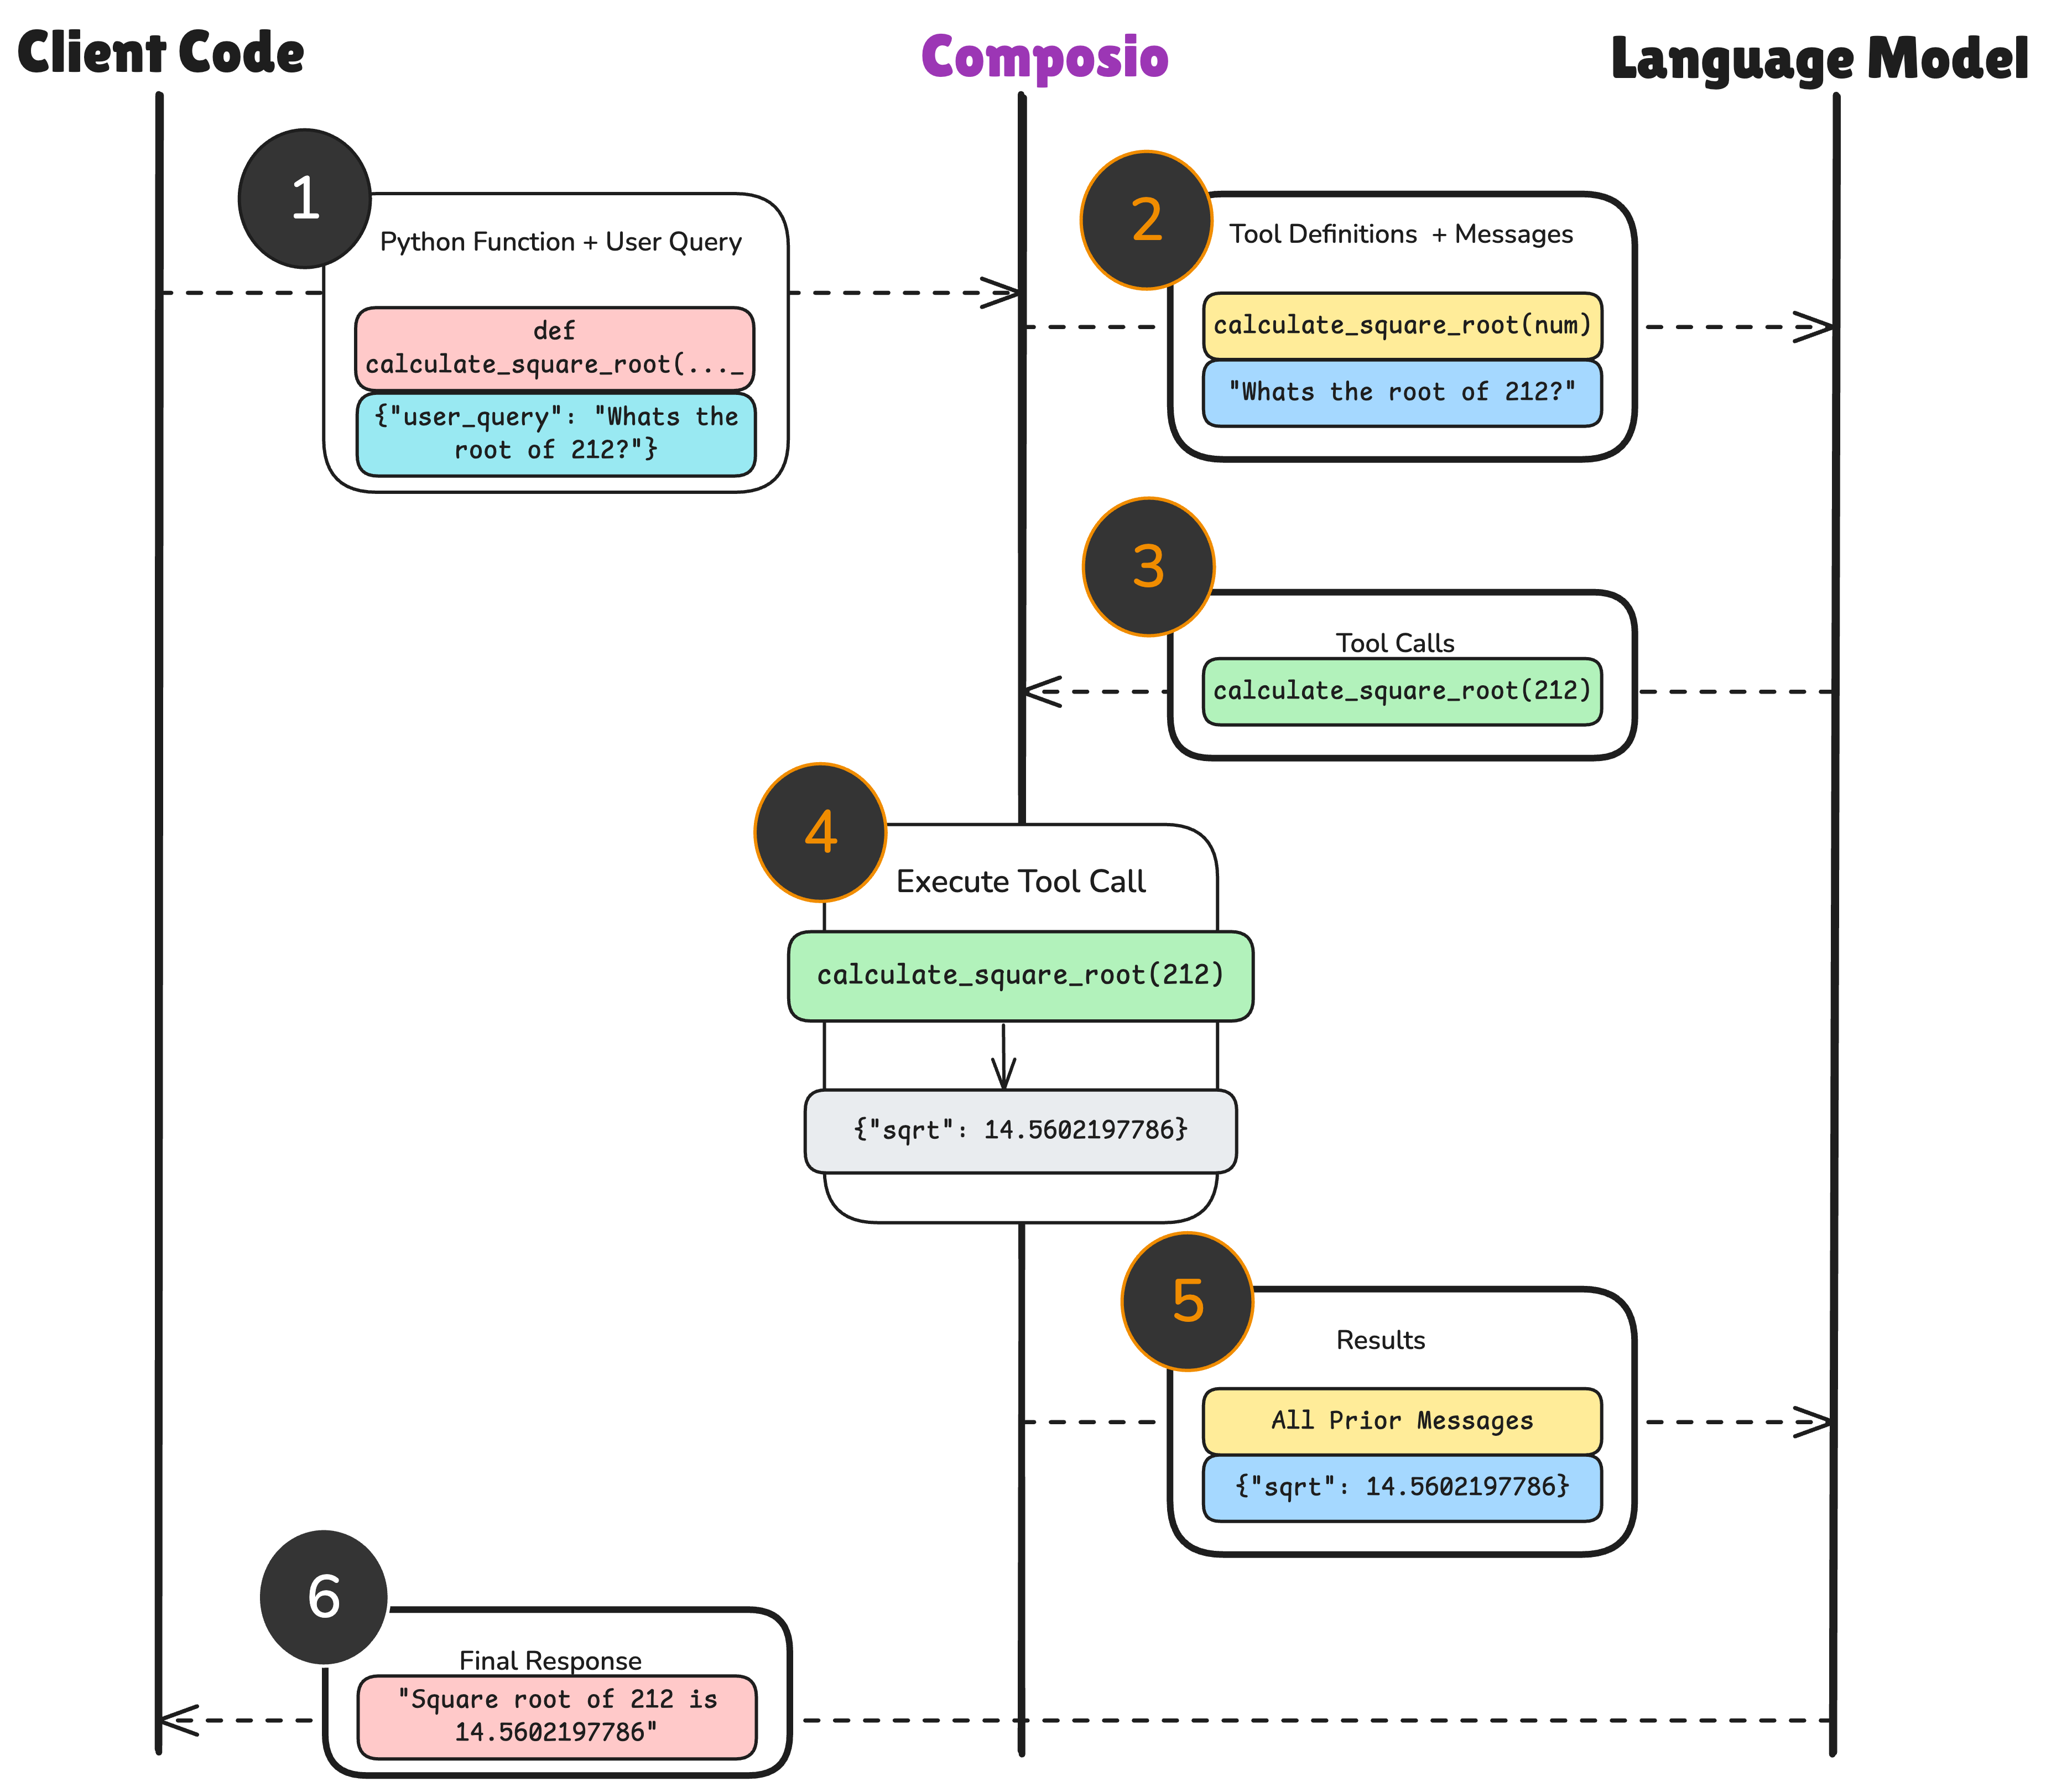 Client Code
Composio
Language Model
1
Python Function + User Query
def
calculate_square_root(..._
{"user_query": "Whats the
root of 212?"}
2
Tool Definitions + Messages
calculate_square_root(num)
"Whats the root of 212?"
3
Tool Calls
calculate_square_root(212)
4
Execute Tool Call
calculate_square_root(212)
{"sqrt": 14.5602197786}
5
Results
All Prior Messages
{"sqrt": 14.5602197786}
6
Final Response
"Square root of 212 is
14.5602197786"